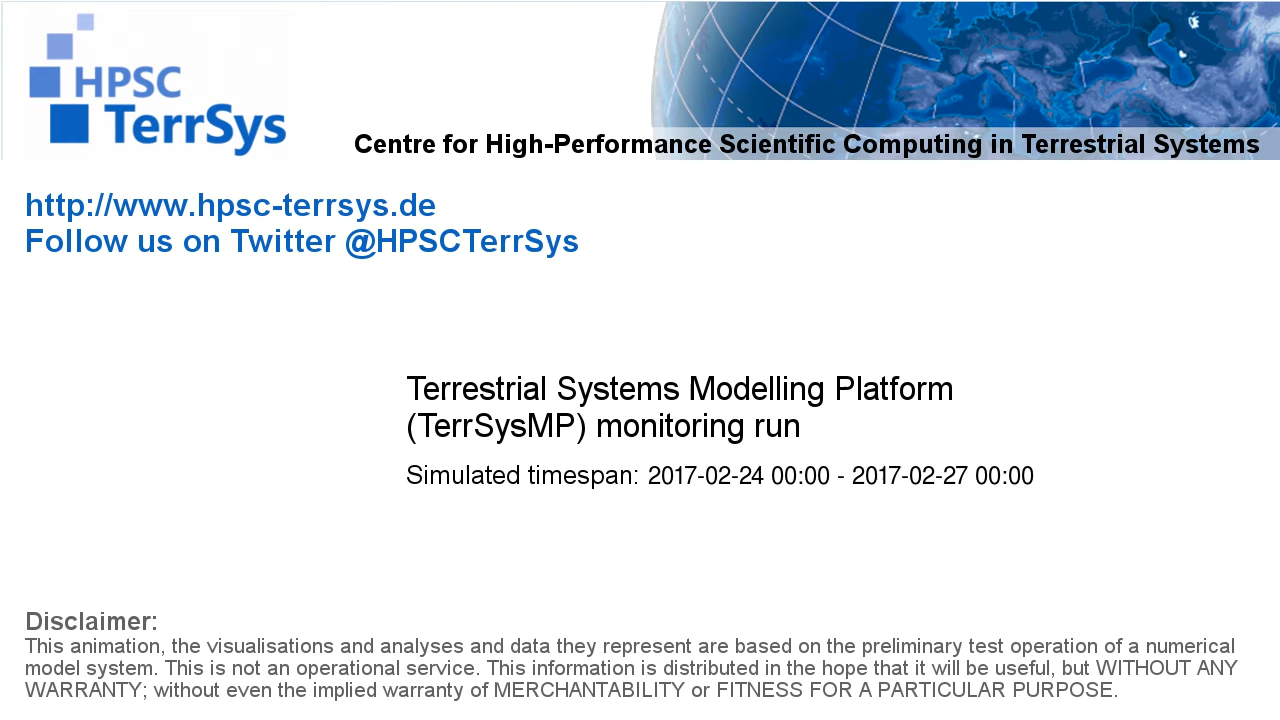 HPSC
TerrSys
Centre for High-Performance Scientific Computing in Terrestrial Systems
http://www.hpsc-terrsys.de
Follow us on Twitter @HPSCTerrSys
Terrestrial Systems Modelling Platform
(TerrSysMP) monitoring run
Simulated timespan: 2017-02-24 00:00 - 2017-02-27 00:00
Disclaimer:
This animation, the visualisations and analyses and data they represent are based on the preliminary test operation of a numerical
model system. This is not an operational service. This information is distributed in the hope that it will be useful, but WITHOUT ANY
WARRANTY; without even the implied warranty of MERCHANTABILITY or FITNESS FOR A PARTICULAR PURPOSE.